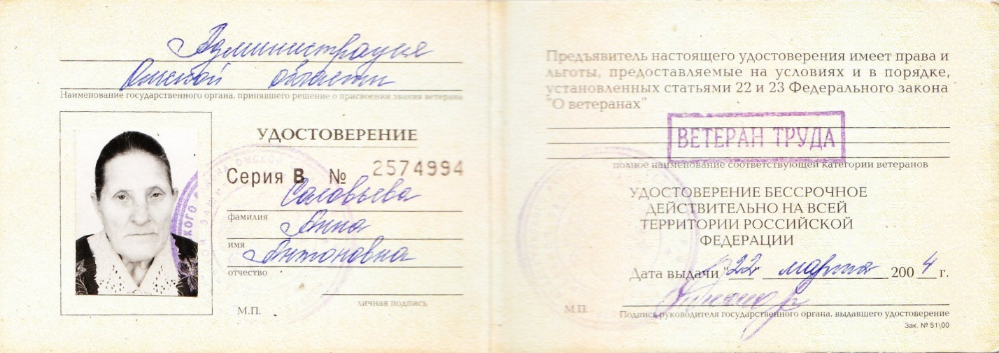 Администрация
Омской области
Наименование государственного органа, принявшего решение о присвоении звания ветерана
УДОСТОВЕРЕНИЕ
Серия В № 2574994
Соловьева
фамилия
Анна
имя
Антоновна
отчество
личная подпись
М.П.
Предъявитель настоящего удостоверения имеет права и
льготы, предоставляемые на условиях и в порядке,
установленных статьями 22 и 23 Федерального закона
"О ветеранах"
ВЕТЕРАН ТРУДА
полное наименование соответствующей категории ветеранов
УДОСТОВЕРЕНИЕ БЕССРОЧНОЕ
ДЕЙСТВИТЕЛЬНО НА ВСЕЙ
ТЕРРИТОРИИ РОССИЙСКОЙ
ФЕДЕРАЦИИ
Дата выдачи "22" марта 2004 г.
М.П.
Подпись руководителя государственного органа, выдавшего удостоверение
Зак. № 51\00